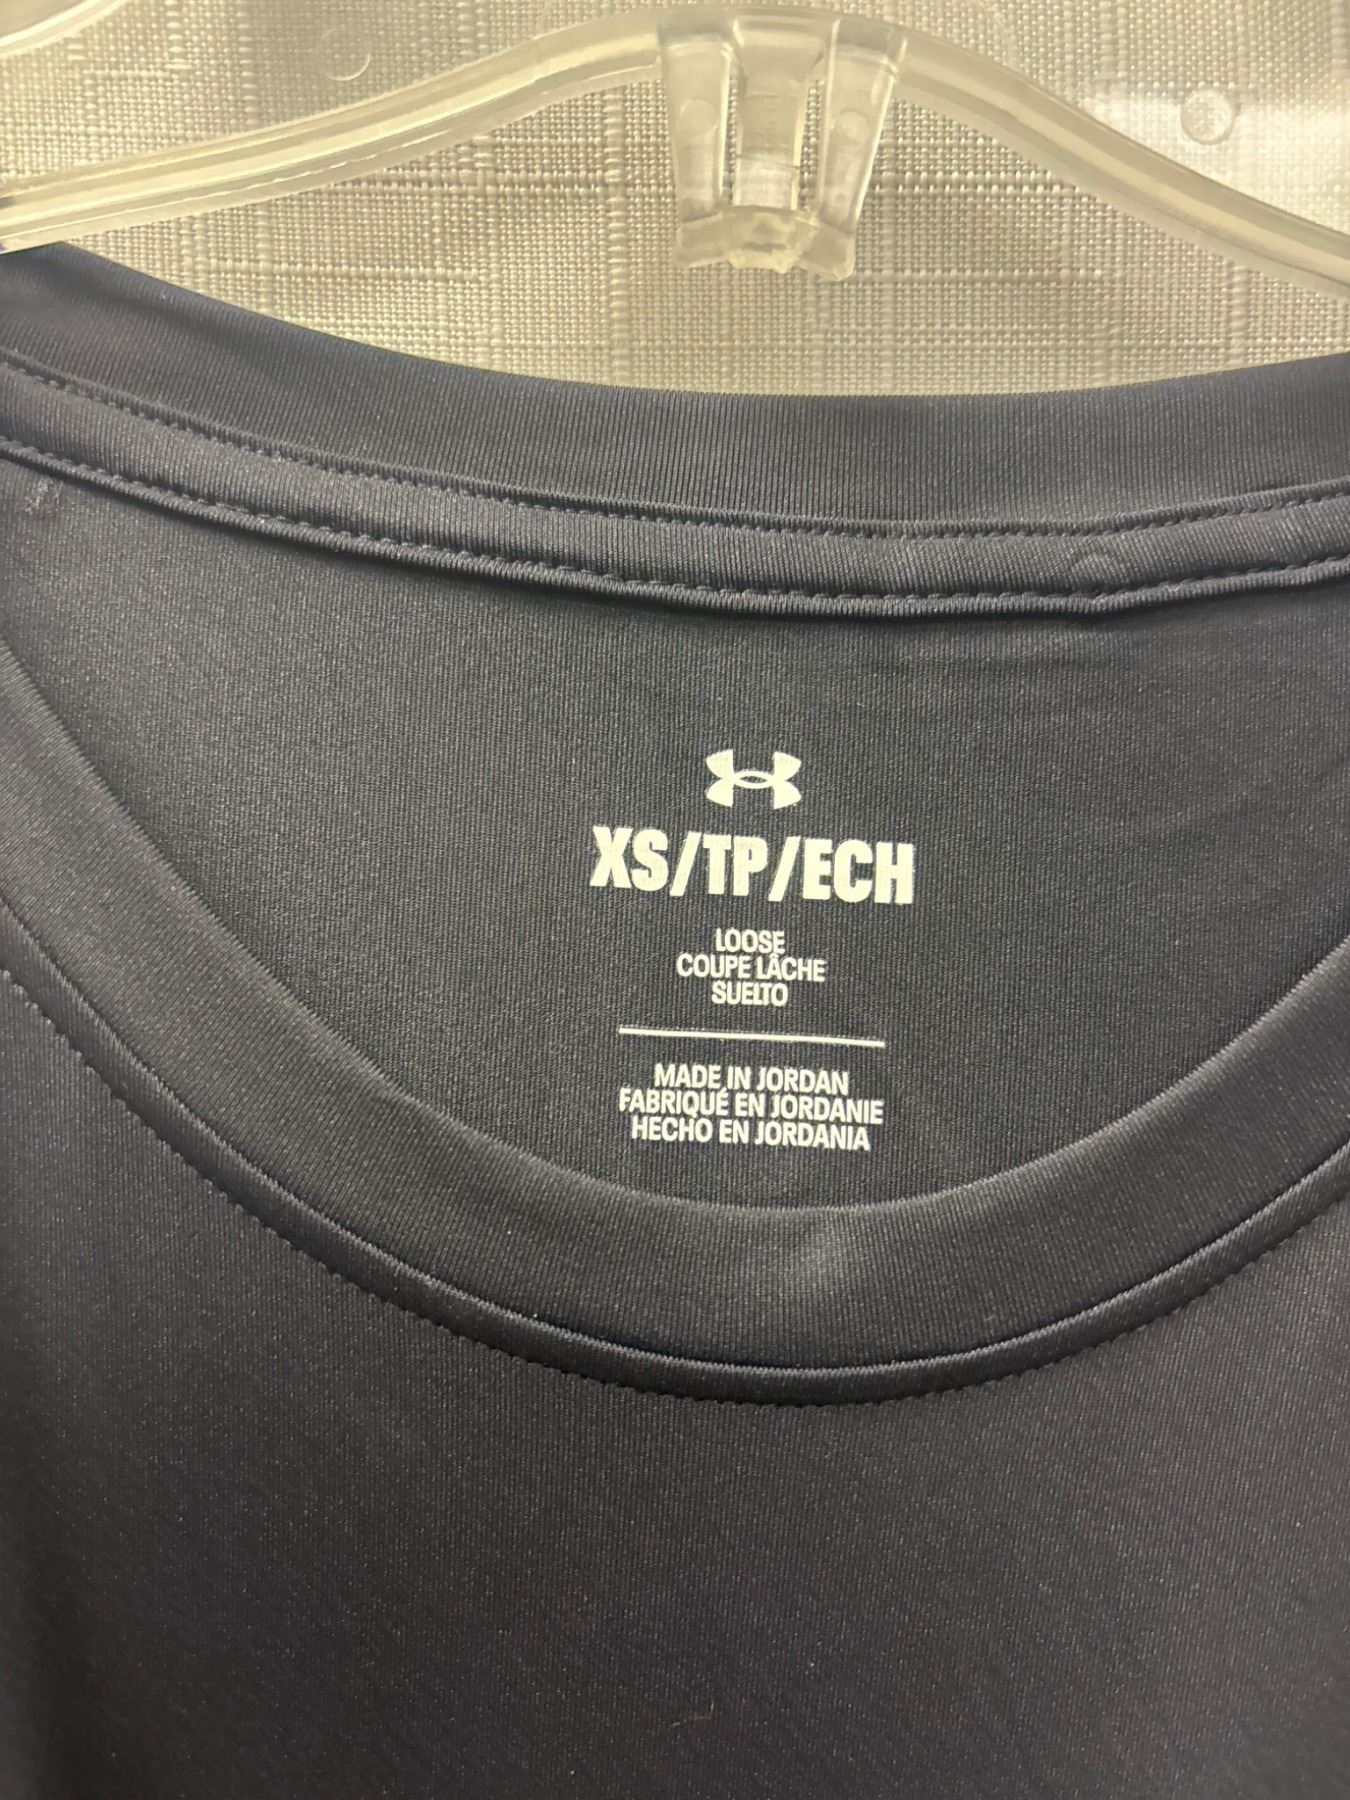 XS/TP/ECH
LOOSE
COUPE LÂCHE
SUELTO
MADE IN JORDAN
FABRIQUÉ EN JORDANIE
HECHO EN JORDANIA